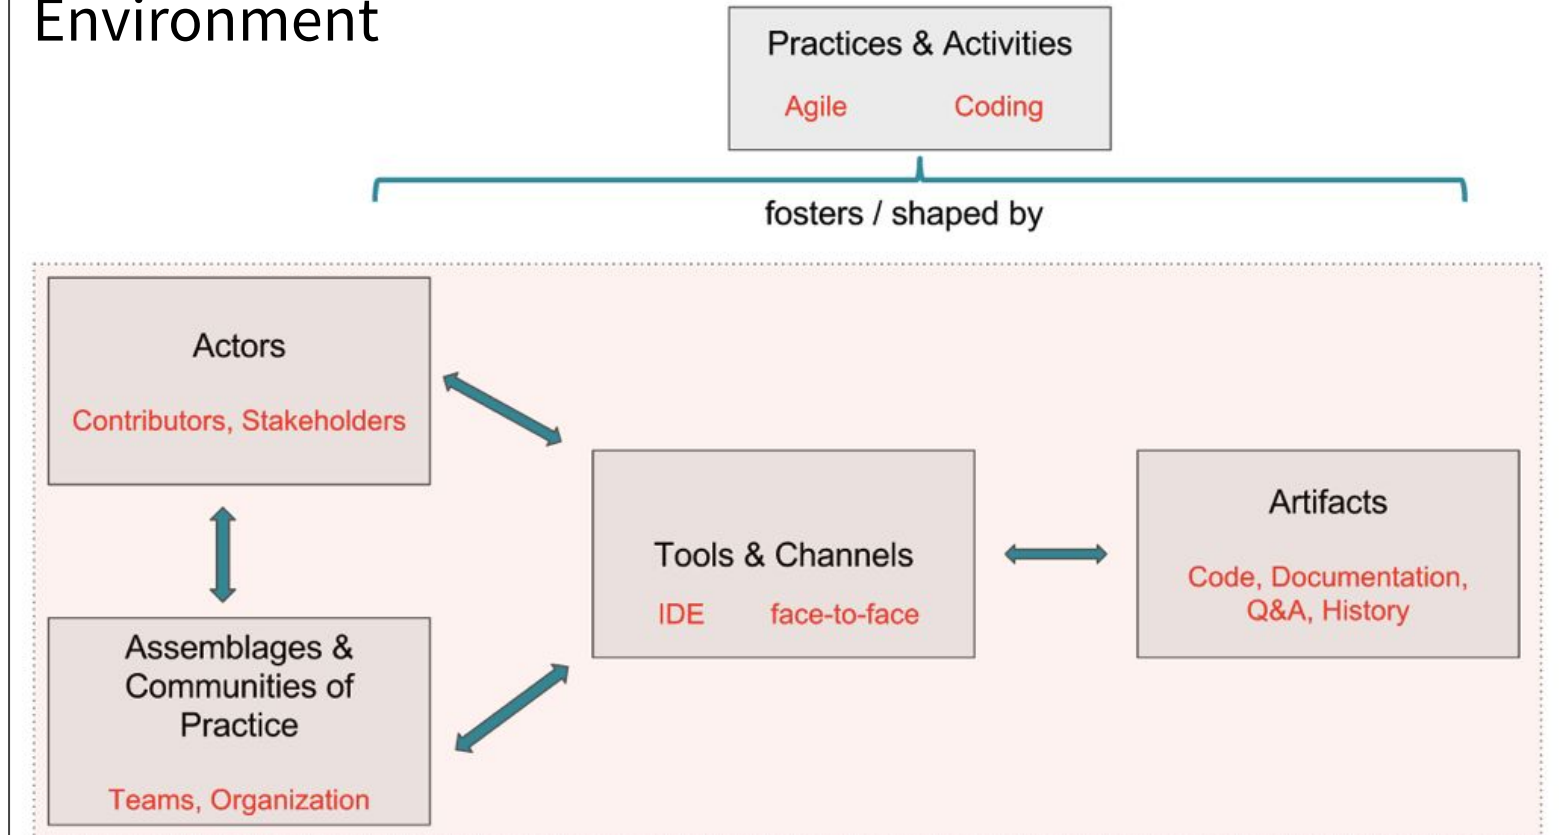 Environment
Practices & Activities
Agile Coding
fosters / shaped by
Actors
Contributors, Stakeholders
Tools & Channels
IDE face-to-face
Artifacts
Code, Documentation,
Q&A, History
Assemblages &
Communities of
Practice
Teams, Organization